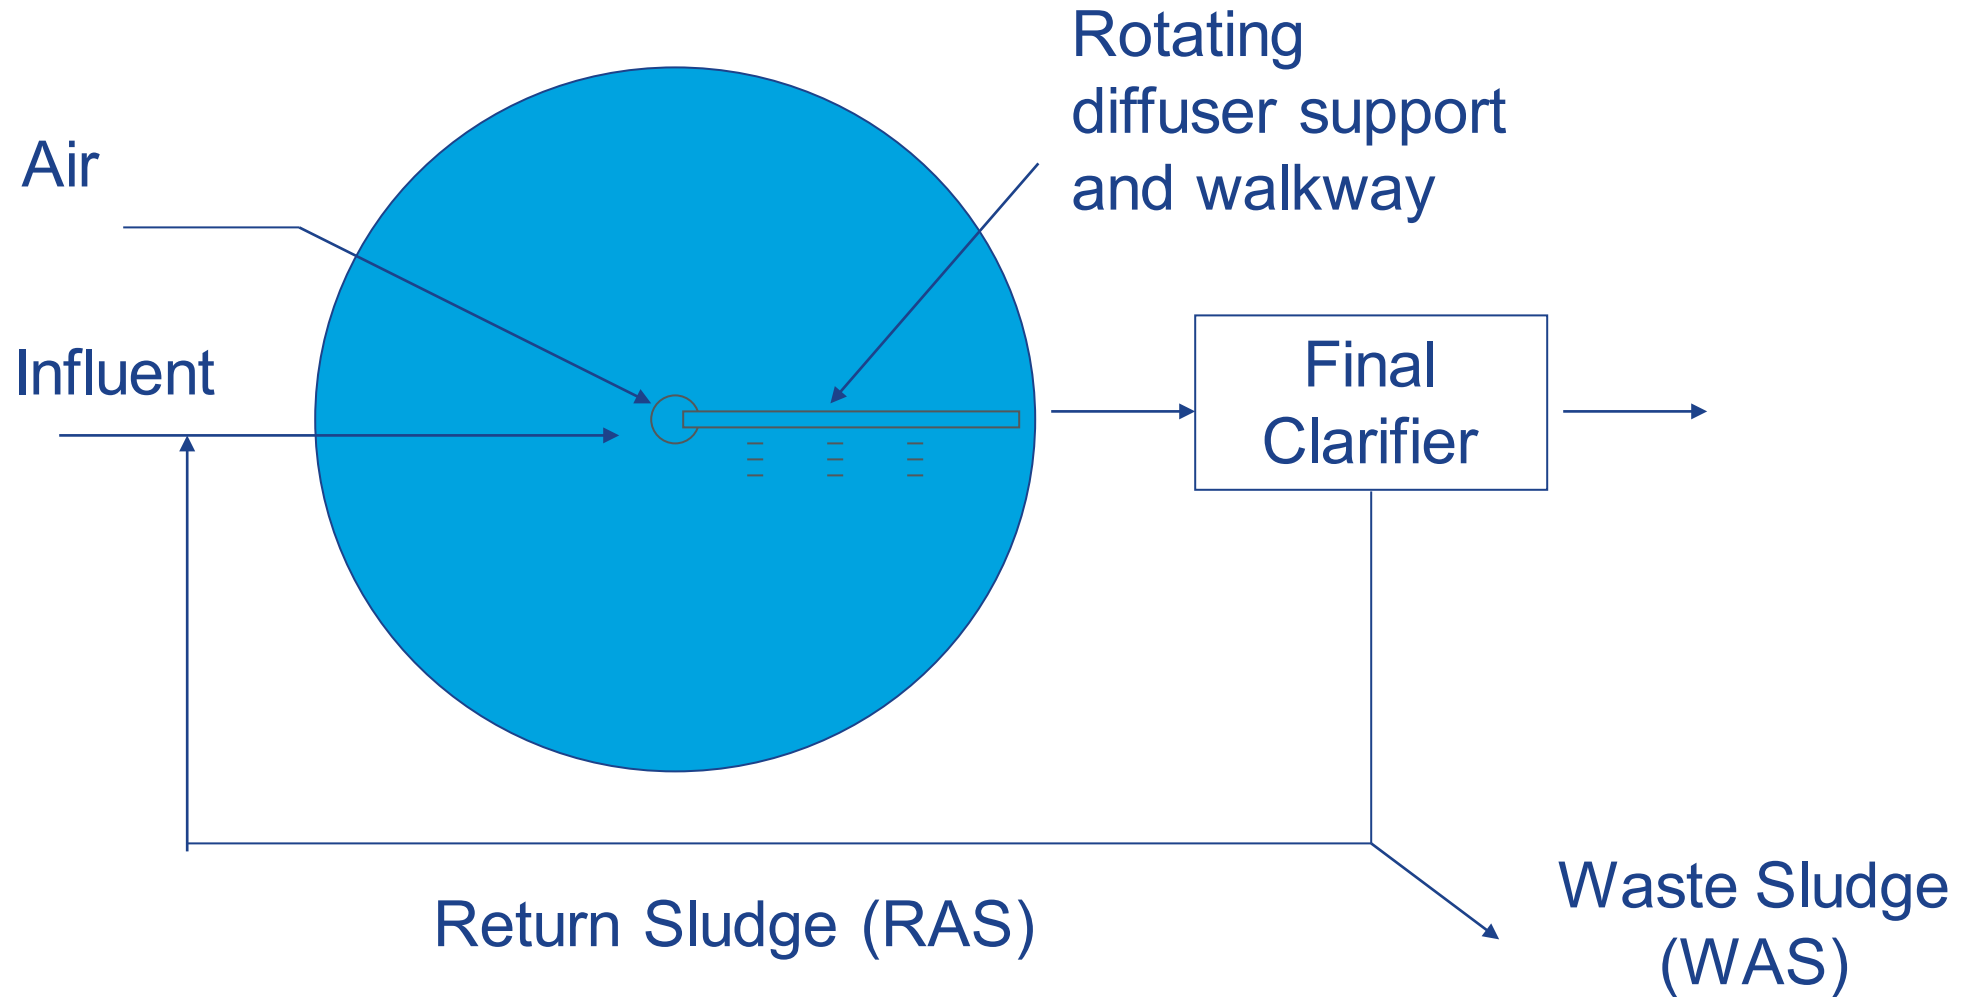 Rotating
diffuser support
and walkway
Air
Influent
Final
Clarifier
Return Sludge (RAS)
Waste Sludge
(WAS)